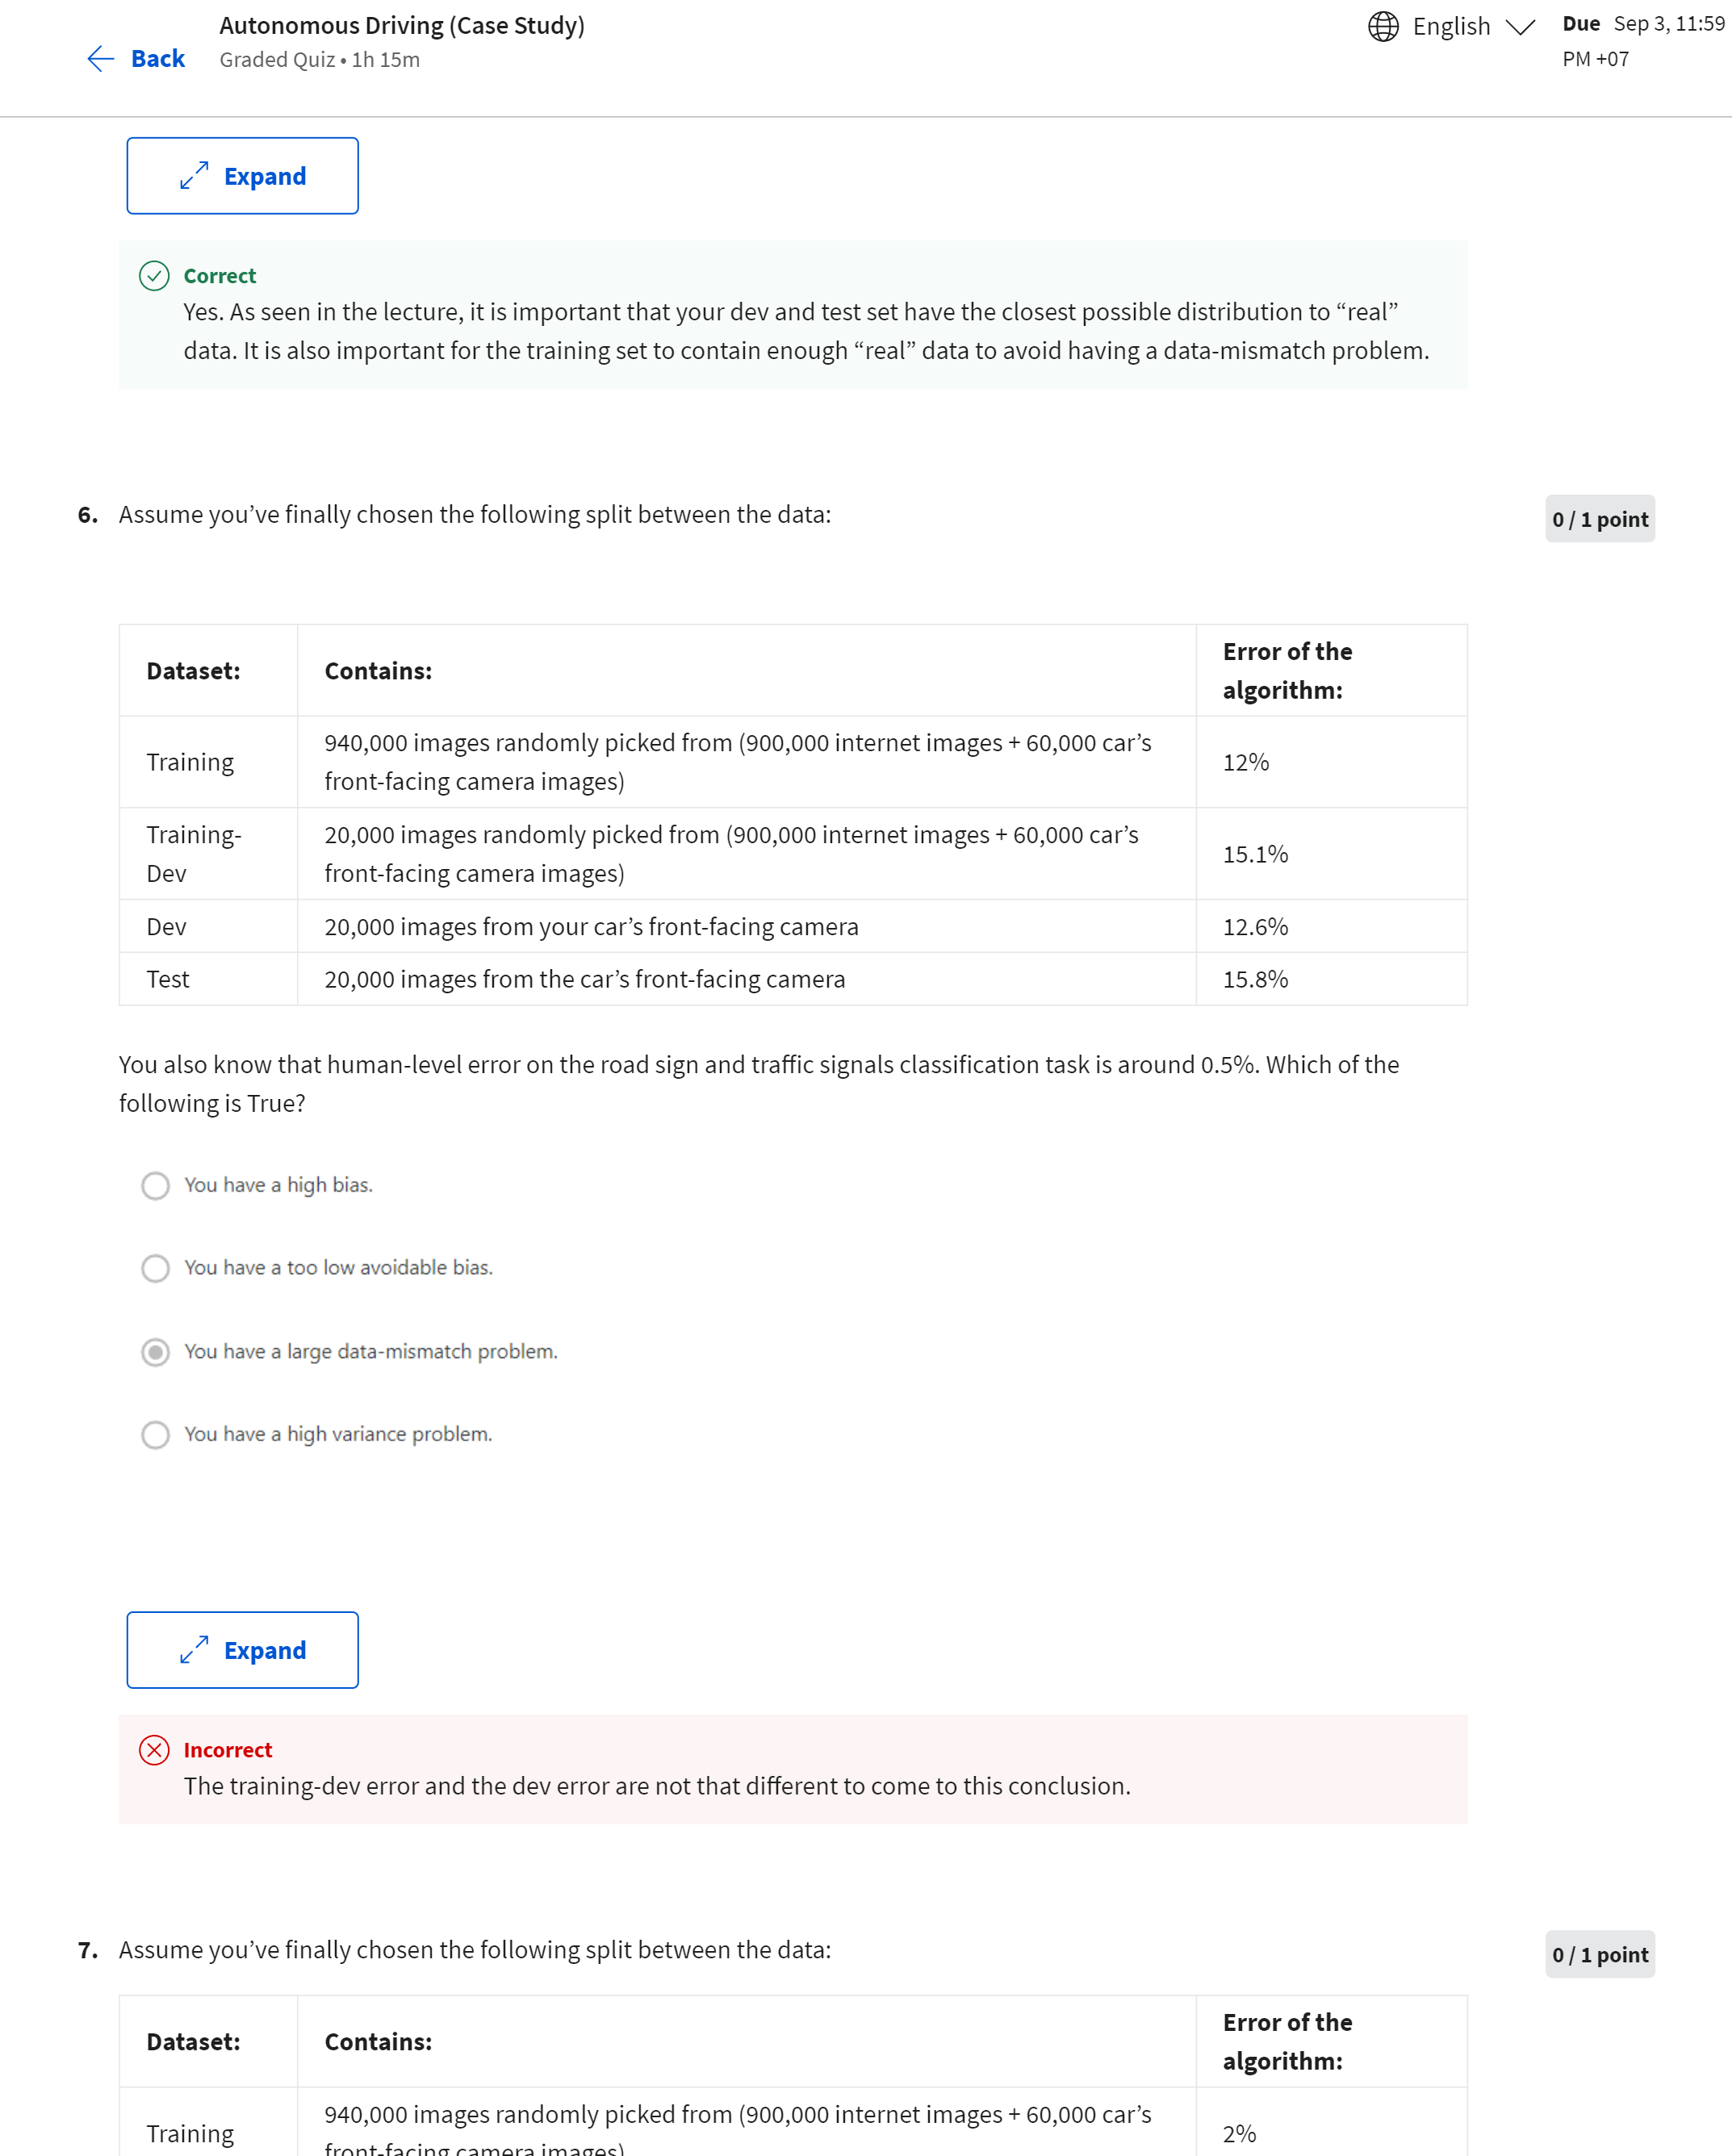 Autonomous Driving (Case Study)
Back
Graded Quiz • 1h 15m
English
Due Sep 3, 11:59
PM +07
Expand
Correct
Yes. As seen in the lecture, it is important that your dev and test set have the closest possible distribution to “real”
data. It is also important for the training set to contain enough “real” data to avoid having a data-mismatch problem.
6. Assume you’ve finally chosen the following split between the data:
0 / 1 point
Dataset:
Contains:
Error of the
algorithm:
Training
940,000 images randomly picked from (900,000 internet images + 60,000 car’s
front-facing camera images)
12%
Training-
Dev
20,000 images randomly picked from (900,000 internet images + 60,000 car’s
front-facing camera images)
15.1%
Dev
20,000 images from your car’s front-facing camera
12.6%
Test
20,000 images from the car’s front-facing camera
15.8%
You also know that human-level error on the road sign and traffic signals classification task is around 0.5%. Which of the
following is True?
You have a high bias.
You have a too low avoidable bias.
You have a large data-mismatch problem.
You have a high variance problem.
Expand
Incorrect
The training-dev error and the dev error are not that different to come to this conclusion.
7. Assume you’ve finally chosen the following split between the data:
0 / 1 point
Dataset:
Contains:
Error of the
algorithm:
Training
940,000 images randomly picked from (900,000 internet images + 60,000 car’s
front-facing camera images)
2%